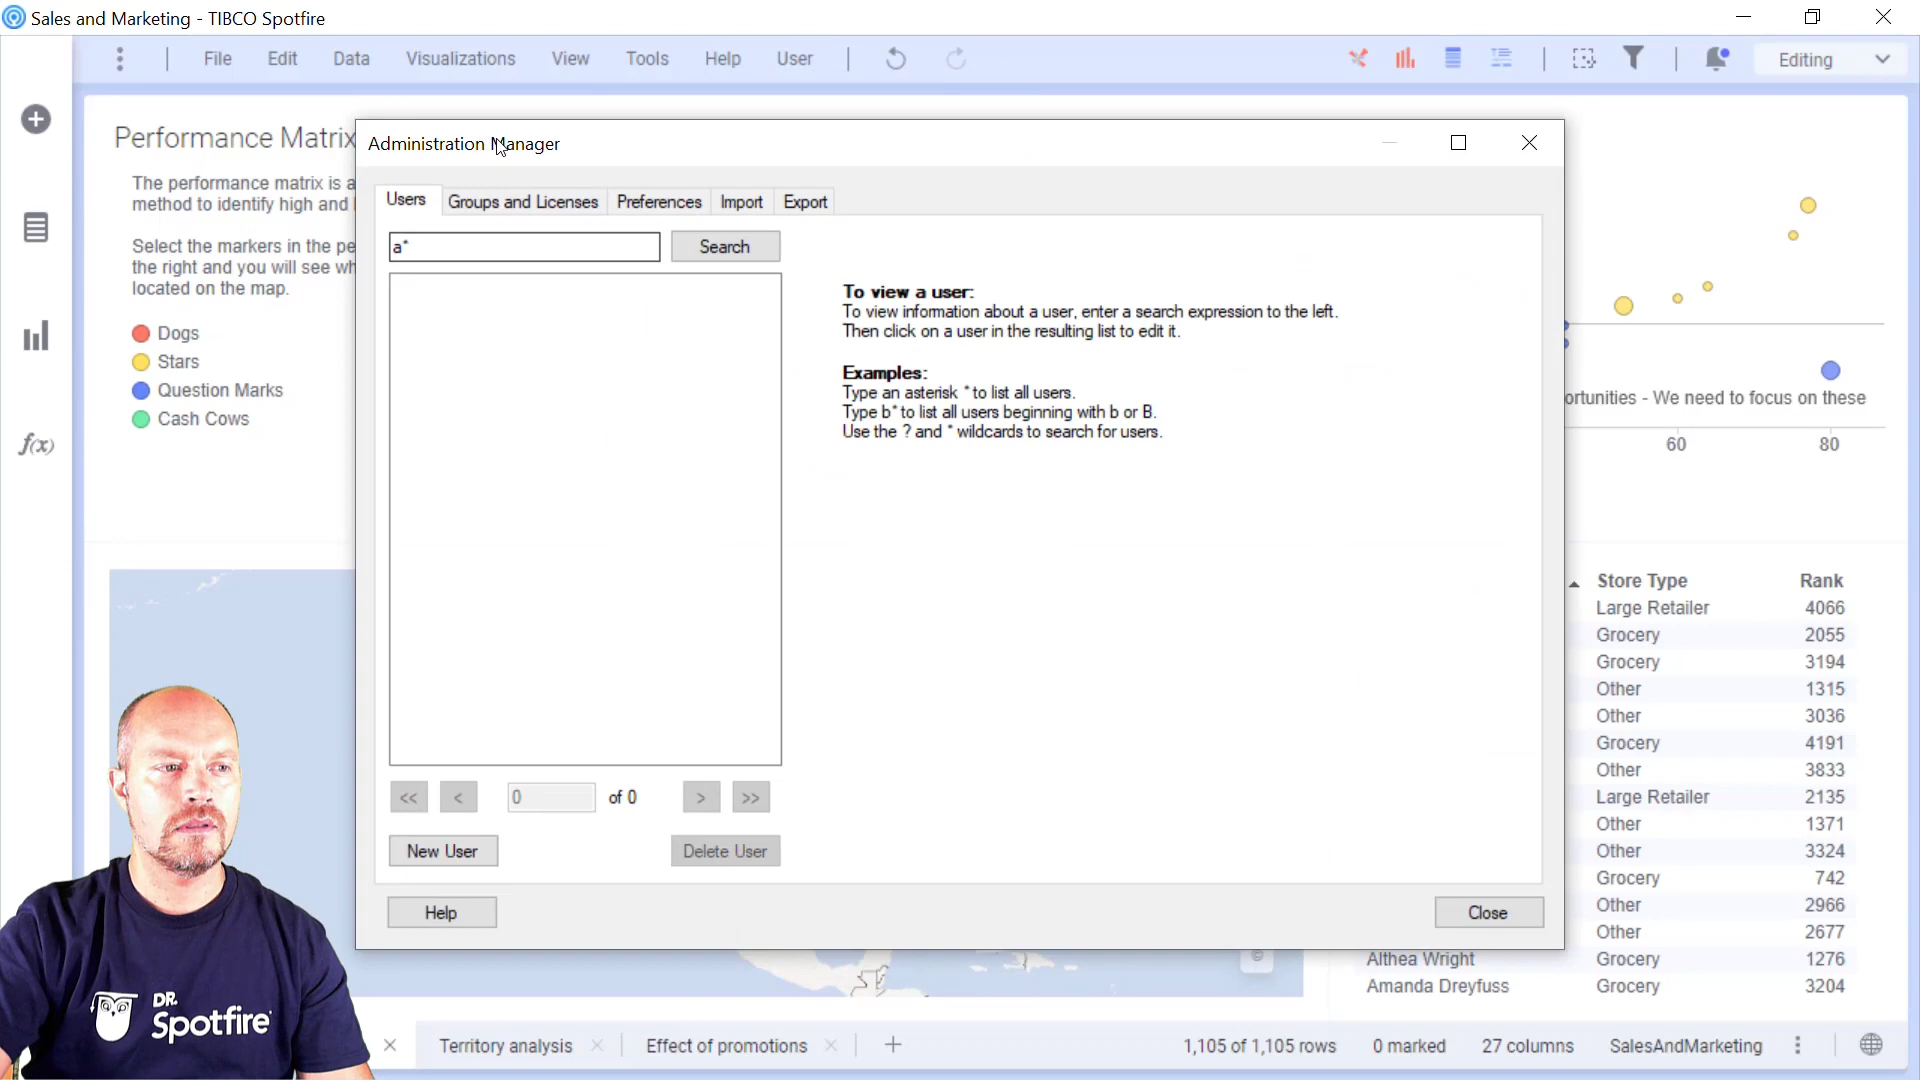 Sales and Marketing - TIBCO Spotfire
File Edit Data Visualizations View Tools Help User Editing
Performance Matrix
The performance matrix is a
method to identify high and
Select the markers in the pe
the right and you will see wh
located on the map.
Dogs
Stars
Question Marks
Cash Cows
f(x)
Administration Manager
Users Groups and Licenses Preferences Import Export
a*
Search
To view a user:
To view information about a user, enter a search expression to the left.
Then click on a user in the resulting list to edit it.
Examples:
Type an asterisk * to list all users.
Type b* to list all users beginning with b or B.
Use the ? and * wildcards to search for users.
<< < 0 of 0 > >>
New User Delete User
Help Close
ortunities - We need to focus on these
60 80
Store Type Rank
Large Retailer 4066
Grocery 2055
Grocery 3194
Other 1315
Other 3036
Grocery 4191
Other 3833
Large Retailer 2135
Other 1371
Other 3324
Grocery 742
Other 2966
Other 2677
Althea Wright Grocery 1276
Amanda Dreyfuss Grocery 3204
©
DR.
Spotfire
Territory analysis Effect of promotions 1,105 of 1,105 rows 0 marked 27 columns SalesAndMarketing